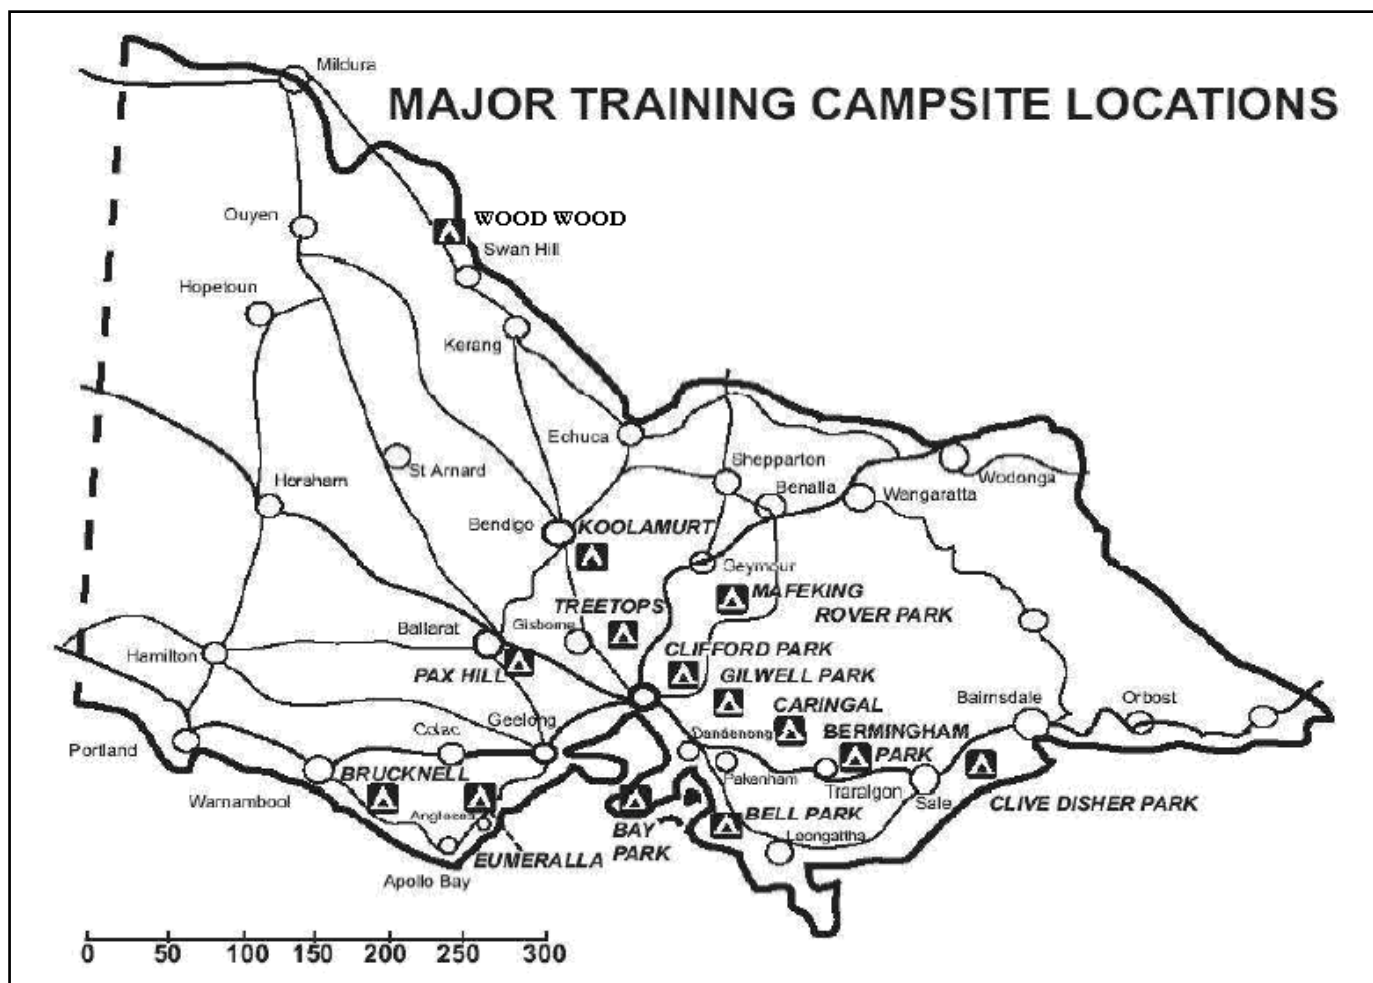 Mildura
MAJOR TRAINING CAMPSITE LOCATIONS
Ouyen
WOOD WOOD
Swan Hill
Hopetoun
Kerang
Echuca
St Arnard
Shepparton
Horsham
Benalla
Wodonga
Wangaratta
Bendigo
KOOLAMURT
Seymour
MAFEKING
ROVER PARK
TREETOPS
Gisborne
Ballarat
CLIFFORD PARK
Hamilton
PAX HILL
GILWELL PARK
CARINGAL
Bairnsdale
Orbost
Geelong
Colac
Dandenong
BERMINGHAM
PARK
Portland
BRUCKNELL
Pakenham
Traralgon
Sale
Warnambool
Anglesea
BELL PARK
CLIVE DISHER PARK
BAY
PARK
Leongattha
EUMERALLA
Apollo Bay
0 50 100 150 200 250 300